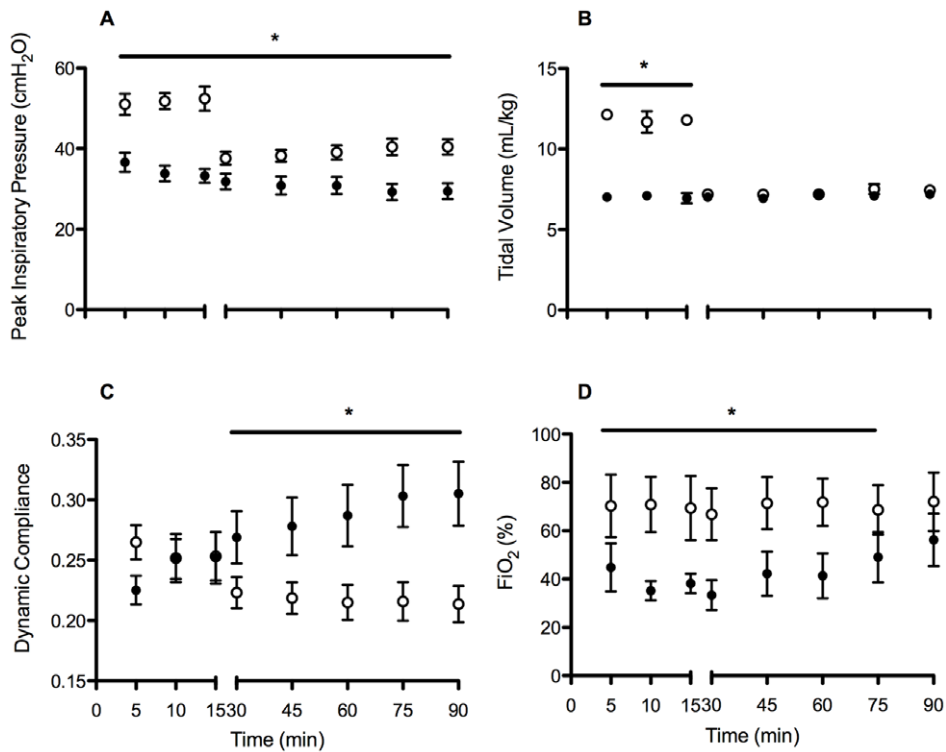 A
*
Peak Inspiratory Pressure (cmH₂O)
60
40
20
0
B
*
Tidal Volume (mL/kg)
15
10
5
0
C
*
Dynamic Compliance
0.35
0.30
0.25
0.20
0.15
0 5 10 15 30 45 60 75 90
Time (min)
D
*
FiO₂ (%)
100
80
60
40
20
0
0 5 10 15 30 45 60 75 90
Time (min)